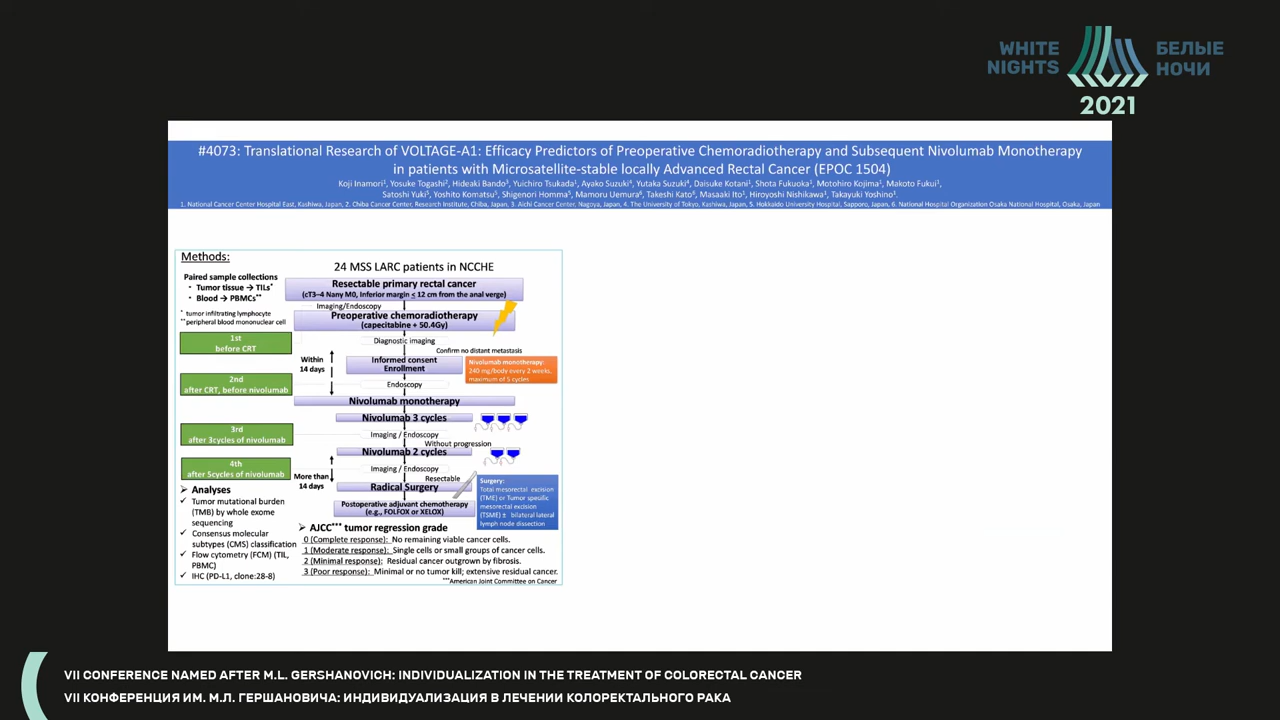 WHITE
NIGHTS
БЕЛЫЕ
НОЧИ
2021
#4073: Translational Research of VOLTAGE-A1: Efficacy Predictors of Preoperative Chemoradiotherapy and Subsequent Nivolumab Monotherapy
in patients with Microsatellite-stable locally Advanced Rectal Cancer (EPOC 1504)
Koji Inamori¹, Yosuke Togashi², Hideaki Bando³, Yuichiro Tsukada¹, Ayako Suzuki⁴, Yutaka Suzuki⁴, Daisuke Kotani¹, Shota Fukuoka¹, Motohiro Kojima¹, Makoto Fukui¹,
Satoshi Yuki⁵, Yoshito Komatsu⁵, Shigenori Homma⁵, Mamoru Uemura⁶, Takeshi Kato⁶, Masaaki Ito¹, Hiroyoshi Nishikawa¹, Takayuki Yoshino¹.
1. National Cancer Center Hospital East, Kashiwa, Japan, 2. Chiba Cancer Center, Research Institute, Chiba, Japan, 3. Aichi Cancer Center, Nagoya, Japan, 4. The University of Tokyo, Kashiwa, Japan, 5. Hokkaido University Hospital, Sapporo, Japan, 6. National Hospital Organization Osaka National Hospital, Osaka, Japan
Methods:
24 MSS LARC patients in NCCHE
Paired sample collections
• Tumor tissue → TILs*
• Blood → PBMCs**
* tumor infiltrating lymphocyte
** peripheral blood mononuclear cell
Resectable primary rectal cancer
(cT3–4 Nany M0, Inferior margin ≤ 12 cm from the anal verge)
Imaging/Endoscopy
Preoperative chemoradiotherapy
(capecitabine + 50.4Gy)
1st
before CRT
Diagnostic imaging
Confirm no distant metastasis
Within
14 days
Informed consent
Enrollment
Nivolumab monotherapy:
240 mg/body every 2 weeks,
maximum of 5 cycles
2nd
after CRT, before nivolumab
Endoscopy
Nivolumab monotherapy
Nivolumab 3 cycles
3rd
after 3cycles of nivolumab
Imaging / Endoscopy
Without progression
Nivolumab 2 cycles
4th
after 5cycles of nivolumab
Imaging / Endoscopy
More than
14 days
Resectable
Radical Surgery
Surgery:
Total mesorectal excision
(TME) or Tumor specific
mesorectal excision
(TSME) ± bilateral lateral
lymph node dissection
Postoperative adjuvant chemotherapy
(e.g., FOLFOX or XELOX)
➢ Analyses
✓ Tumor mutational burden
(TMB) by whole exome
sequencing
✓ Consensus molecular
subtypes (CMS) classification
✓ Flow cytometry (FCM) (TIL,
PBMC)
✓ IHC (PD-L1, clone:28-8)
➢ AJCC*** tumor regression grade
0 (Complete response): No remaining viable cancer cells.
1 (Moderate response): Single cells or small groups of cancer cells.
2 (Minimal response): Residual cancer outgrown by fibrosis.
3 (Poor response): Minimal or no tumor kill; extensive residual cancer.
***American Joint Committee on Cancer
VII CONFERENCE NAMED AFTER M.L. GERSHANOVICH: INDIVIDUALIZATION IN THE TREATMENT OF COLORECTAL CANCER
VII КОНФЕРЕНЦИЯ ИМ. М.Л. ГЕРШАНОВИЧА: ИНДИВИДУАЛИЗАЦИЯ В ЛЕЧЕНИИ КОЛОРЕКТАЛЬНОГО РАКА